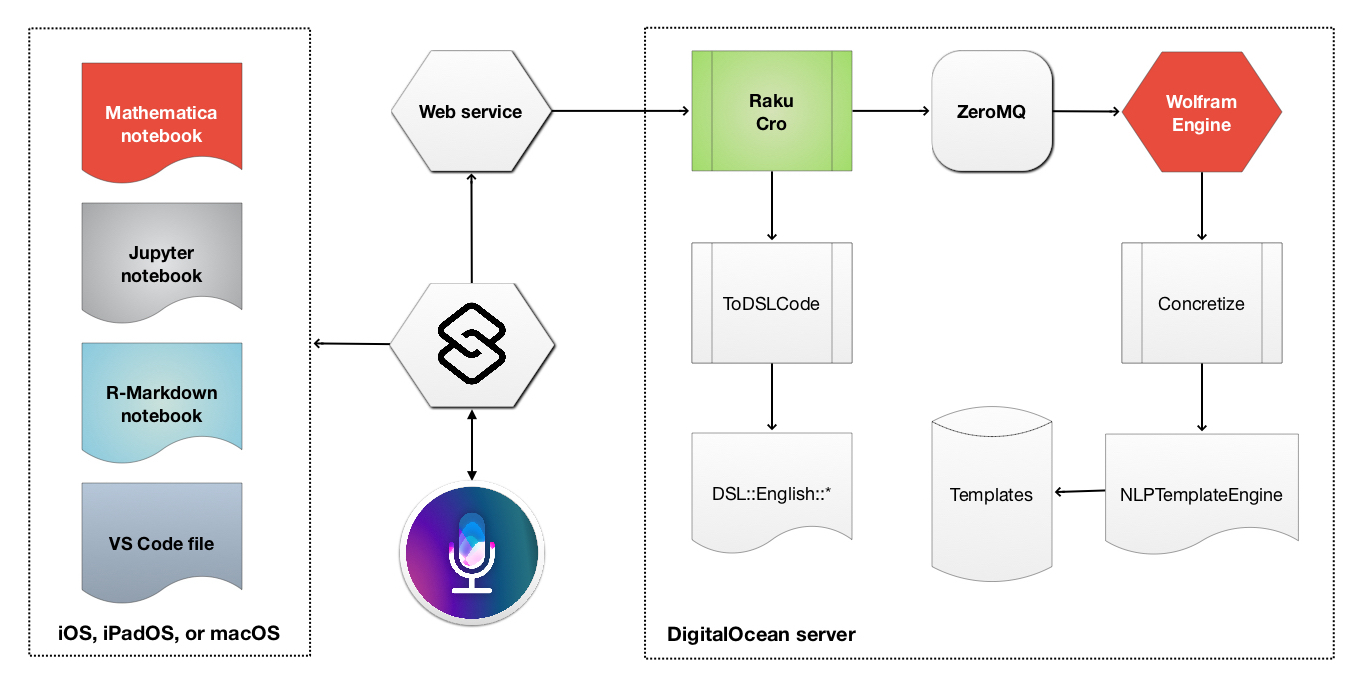 Mathematica
notebook
Jupyter
notebook
R-Markdown
notebook
VS Code file
iOS, iPadOS, or macOS
Web service
Raku
Cro
ZeroMQ
Wolfram
Engine
ToDSLCode
Concretize
DSL::English::*
Templates
NLPTemplateEngine
DigitalOcean server